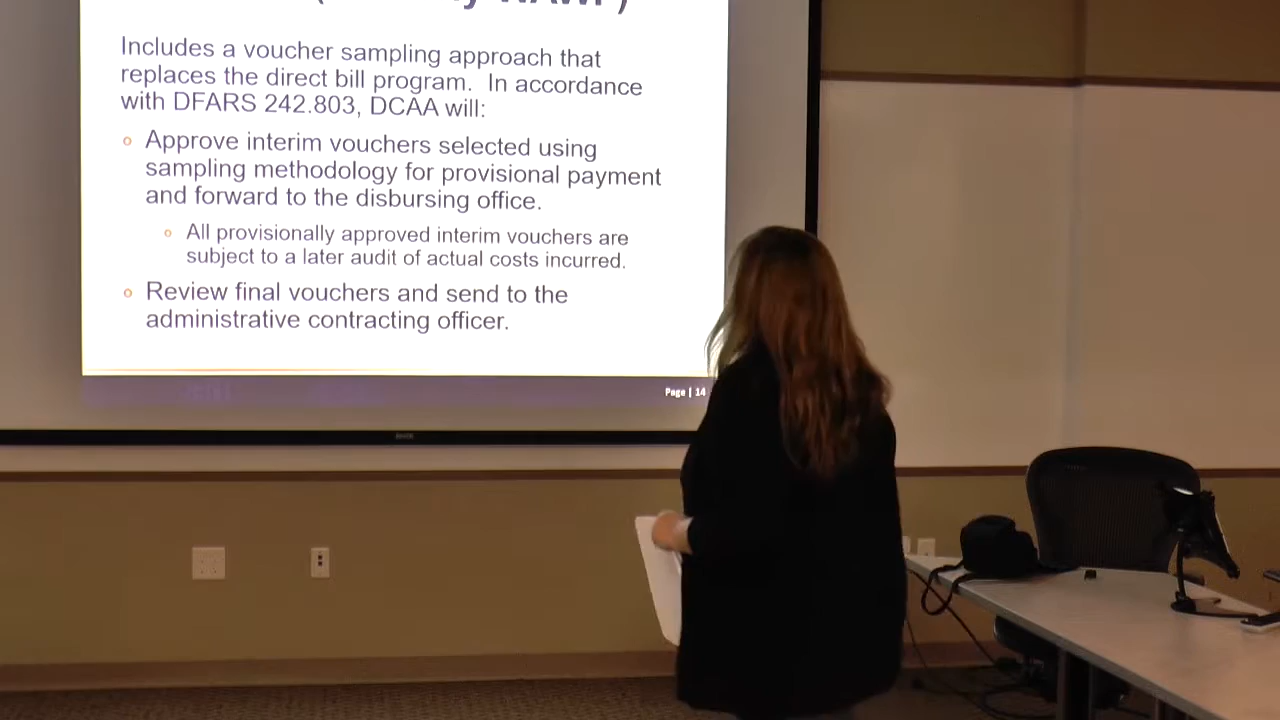 Includes a voucher sampling approach that
replaces the direct bill program. In accordance
with DFARS 242.803, DCAA will:
Approve interim vouchers selected using
sampling methodology for provisional payment
and forward to the disbursing office.
All provisionally approved interim vouchers are
subject to a later audit of actual costs incurred.
Review final vouchers and send to the
administrative contracting officer.
Page | 14